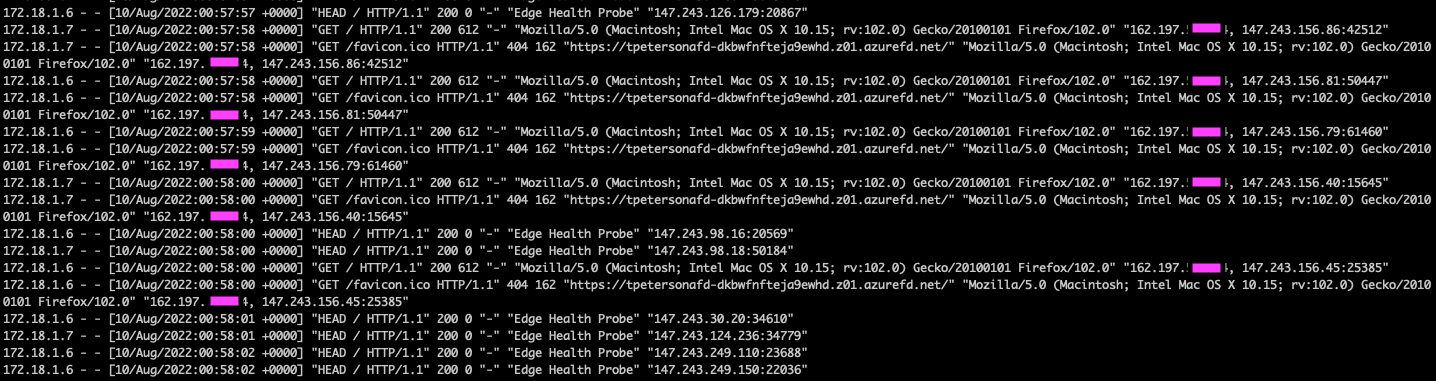 172.18.1.6 - - [10/Aug/2022:00:57:57 +0000] "HEAD / HTTP/1.1" 200 0 "-" "Edge Health Probe" "147.243.126.179:20867"
172.18.1.7 - - [10/Aug/2022:00:57:58 +0000] "GET / HTTP/1.1" 200 612 "-" "Mozilla/5.0 (Macintosh; Intel Mac OS X 10.15; rv:102.0) Gecko/20100101 Firefox/102.0" "162.197. , 147.243.156.86:42512"
172.18.1.7 - - [10/Aug/2022:00:57:58 +0000] "GET /favicon.ico HTTP/1.1" 404 162 "https://tpetersonafd-dkbwfnfteja9ewhd.z01.azurefd.net/" "Mozilla/5.0 (Macintosh; Intel Mac OS X 10.15; rv:102.0) Gecko/2010
0101 Firefox/102.0" "162.197. 4, 147.243.156.86:42512"
172.18.1.6 - - [10/Aug/2022:00:57:58 +0000] "GET / HTTP/1.1" 200 612 "-" "Mozilla/5.0 (Macintosh; Intel Mac OS X 10.15; rv:102.0) Gecko/20100101 Firefox/102.0" "162.197. , 147.243.156.81:50447"
172.18.1.6 - - [10/Aug/2022:00:57:58 +0000] "GET /favicon.ico HTTP/1.1" 404 162 "https://tpetersonafd-dkbwfnfteja9ewhd.z01.azurefd.net/" "Mozilla/5.0 (Macintosh; Intel Mac OS X 10.15; rv:102.0) Gecko/2010
0101 Firefox/102.0" "162.197. 4, 147.243.156.81:50447"
172.18.1.6 - - [10/Aug/2022:00:57:59 +0000] "GET / HTTP/1.1" 200 612 "-" "Mozilla/5.0 (Macintosh; Intel Mac OS X 10.15; rv:102.0) Gecko/20100101 Firefox/102.0" "162.197. , 147.243.156.79:61460"
172.18.1.6 - - [10/Aug/2022:00:57:59 +0000] "GET /favicon.ico HTTP/1.1" 404 162 "https://tpetersonafd-dkbwfnfteja9ewhd.z01.azurefd.net/" "Mozilla/5.0 (Macintosh; Intel Mac OS X 10.15; rv:102.0) Gecko/2010
0101 Firefox/102.0" "162.197. 4, 147.243.156.79:61460"
172.18.1.7 - - [10/Aug/2022:00:58:00 +0000] "GET / HTTP/1.1" 200 612 "-" "Mozilla/5.0 (Macintosh; Intel Mac OS X 10.15; rv:102.0) Gecko/20100101 Firefox/102.0" "162.197. 4, 147.243.156.40:15645"
172.18.1.7 - - [10/Aug/2022:00:58:00 +0000] "GET /favicon.ico HTTP/1.1" 404 162 "https://tpetersonafd-dkbwfnfteja9ewhd.z01.azurefd.net/" "Mozilla/5.0 (Macintosh; Intel Mac OS X 10.15; rv:102.0) Gecko/2010
0101 Firefox/102.0" "162.197. 4, 147.243.156.40:15645"
172.18.1.6 - - [10/Aug/2022:00:58:00 +0000] "HEAD / HTTP/1.1" 200 0 "-" "Edge Health Probe" "147.243.98.16:20569"
172.18.1.7 - - [10/Aug/2022:00:58:00 +0000] "HEAD / HTTP/1.1" 200 0 "-" "Edge Health Probe" "147.243.98.18:50184"
172.18.1.6 - - [10/Aug/2022:00:58:00 +0000] "GET / HTTP/1.1" 200 612 "-" "Mozilla/5.0 (Macintosh; Intel Mac OS X 10.15; rv:102.0) Gecko/20100101 Firefox/102.0" "162.197. 4, 147.243.156.45:25385"
172.18.1.6 - - [10/Aug/2022:00:58:00 +0000] "GET /favicon.ico HTTP/1.1" 404 162 "https://tpetersonafd-dkbwfnfteja9ewhd.z01.azurefd.net/" "Mozilla/5.0 (Macintosh; Intel Mac OS X 10.15; rv:102.0) Gecko/2010
0101 Firefox/102.0" "162.197. 4, 147.243.156.45:25385"
172.18.1.6 - - [10/Aug/2022:00:58:01 +0000] "HEAD / HTTP/1.1" 200 0 "-" "Edge Health Probe" "147.243.30.20:34610"
172.18.1.7 - - [10/Aug/2022:00:58:01 +0000] "HEAD / HTTP/1.1" 200 0 "-" "Edge Health Probe" "147.243.124.236:34779"
172.18.1.6 - - [10/Aug/2022:00:58:02 +0000] "HEAD / HTTP/1.1" 200 0 "-" "Edge Health Probe" "147.243.249.110:23688"
172.18.1.6 - - [10/Aug/2022:00:58:02 +0000] "HEAD / HTTP/1.1" 200 0 "-" "Edge Health Probe" "147.243.249.150:22036"